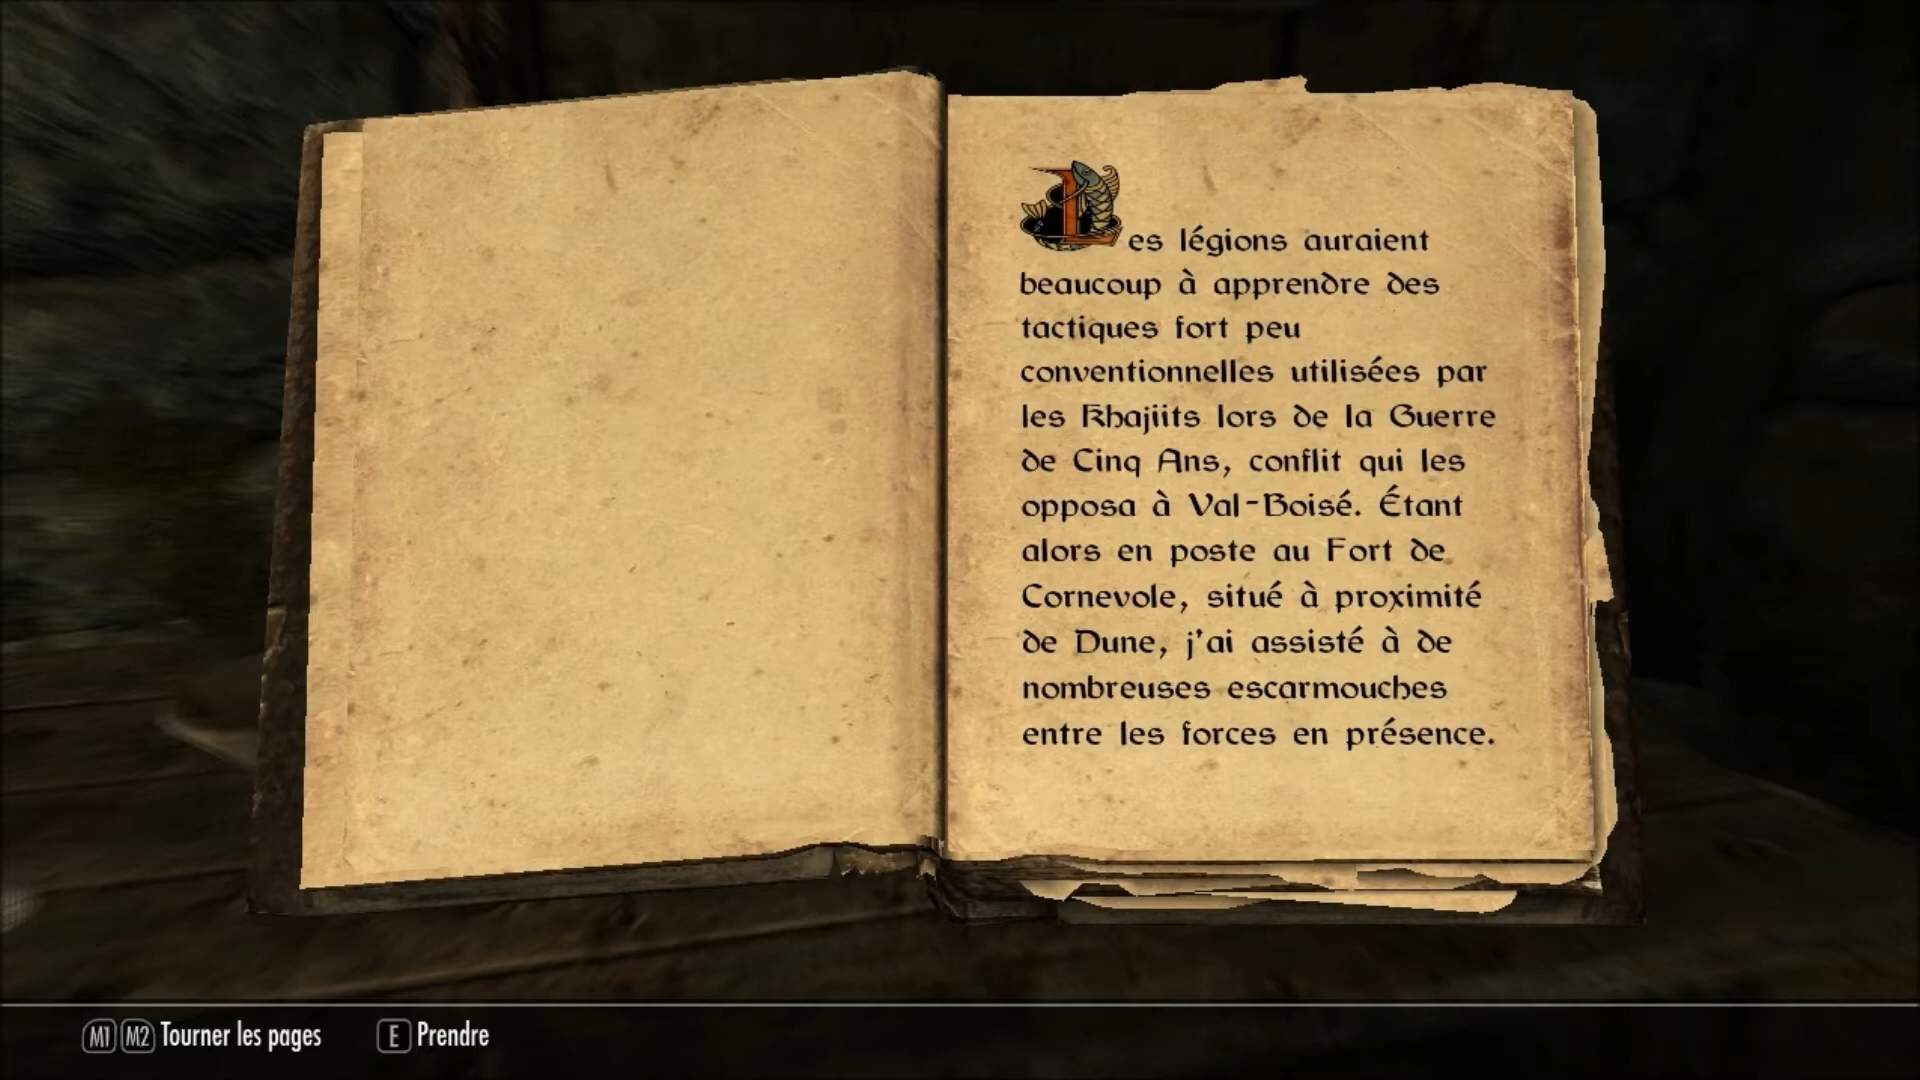 Les légions auraient
beaucoup à apprendre des
tactiques fort peu
conventionnelles utilisées par
les Khajiits lors de la Guerre
de Cinq Ans, conflit qui les
opposa à Val-Boisé. Étant
alors en poste au Fort de
Cornevole, situé à proximité
de Dune, j'ai assisté à de
nombreuses escarmouches
entre les forces en présence.
M1 M2 Tourner les pages E Prendre